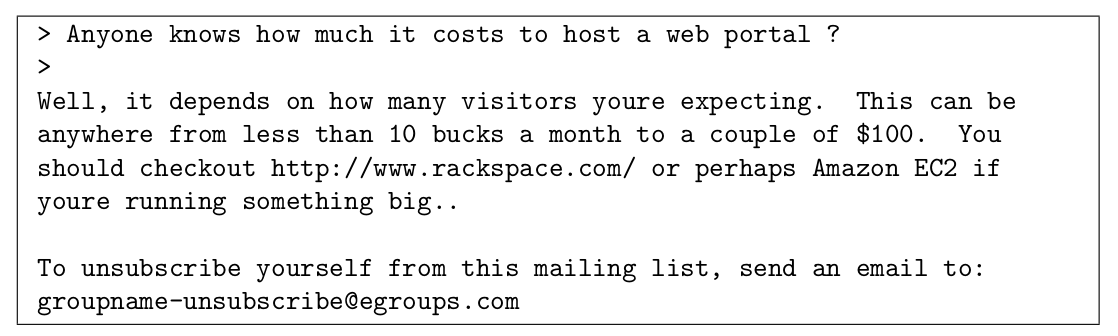 > Anyone knows how much it costs to host a web portal ?
>
Well, it depends on how many visitors youre expecting.  This can be
anywhere from less than 10 bucks a month to a couple of $100.  You
should checkout http://www.rackspace.com/ or perhaps Amazon EC2 if
youre running something big..

To unsubscribe yourself from this mailing list, send an email to:
groupname-unsubscribe@egroups.com